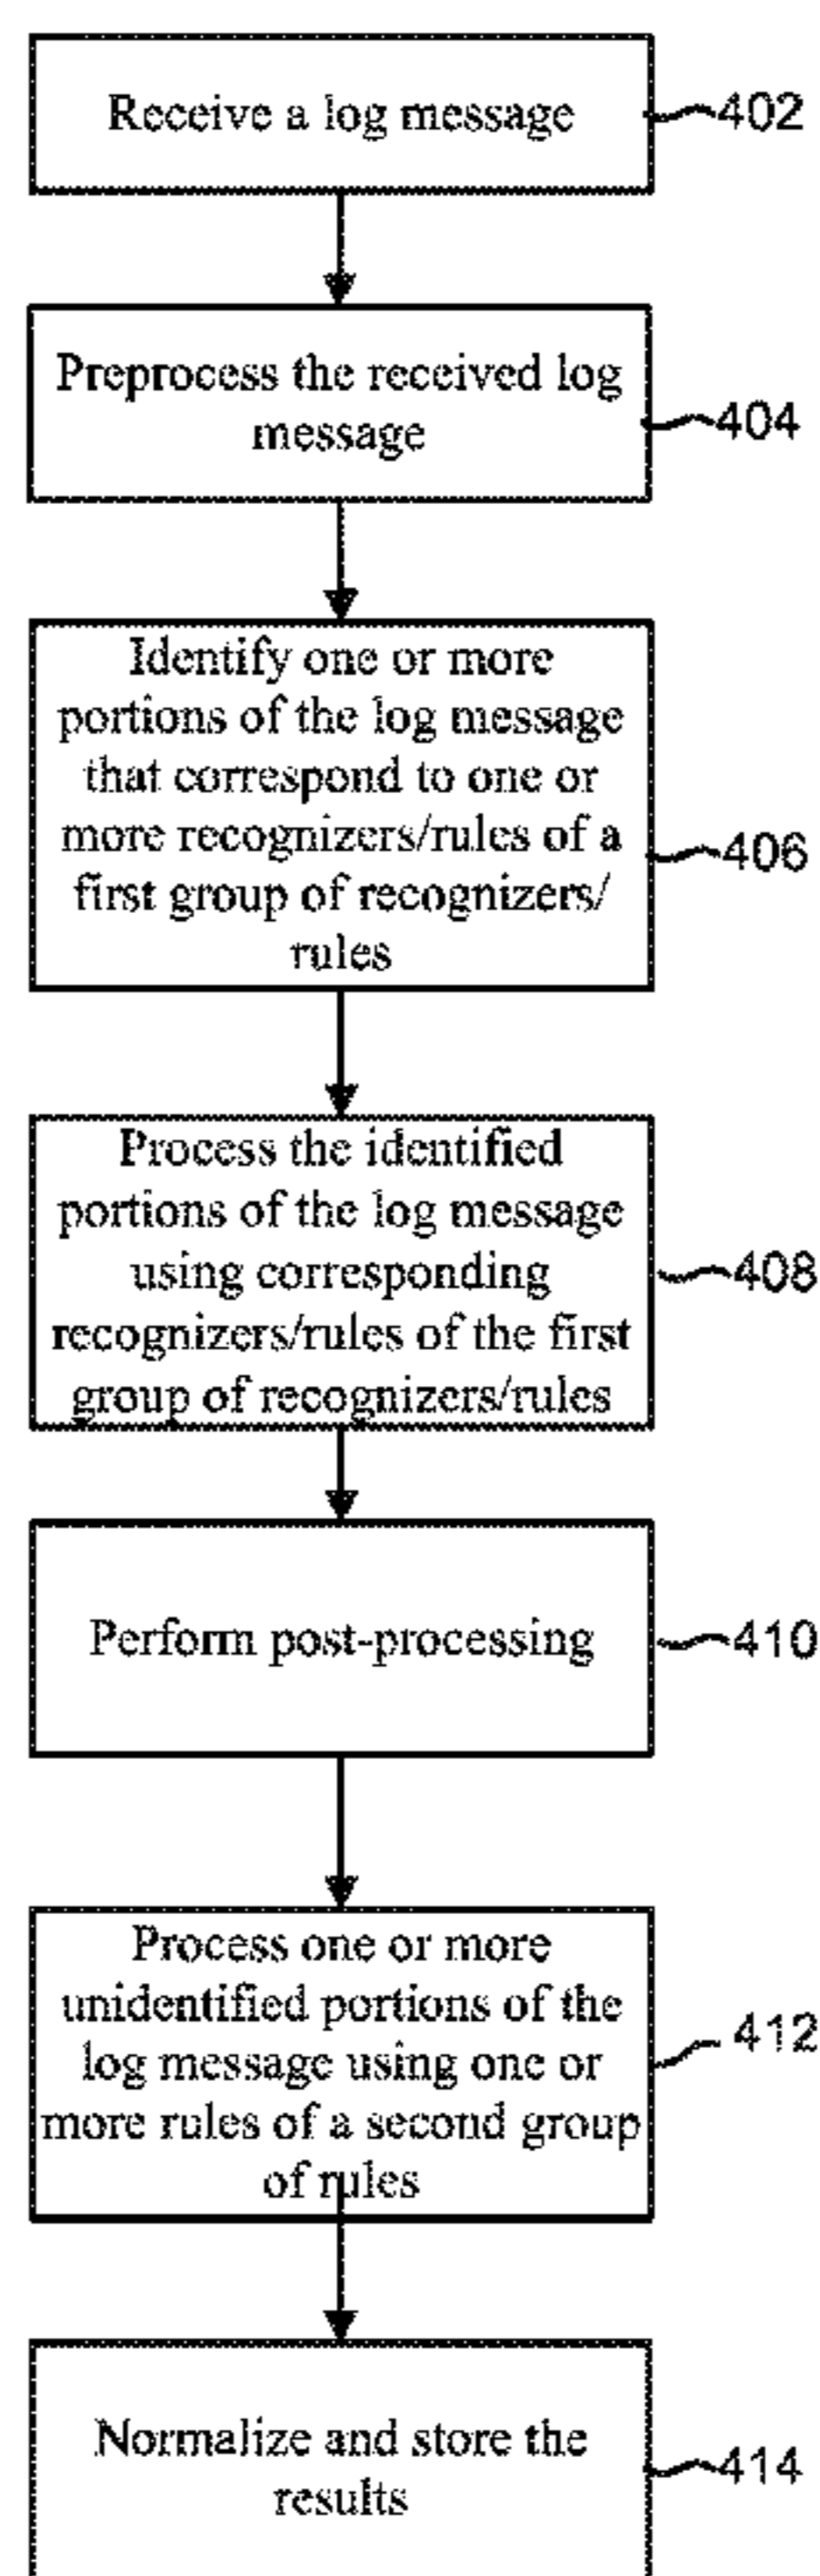 Receive a log message
402
Preprocess the received log
message
404
Identify one or more
portions of the log message
that correspond to one or
more recognizers/rules of a
first group of recognizers/
rules
406
Process the identified
portions of the log message
using corresponding
recognizers/rules of the first
group of recognizers/rules
408
Perform post-processing
410
Process one or more
unidentified portions of the
log message using one or
more rules of a second group
of rules
412
Normalize and store the
results
414